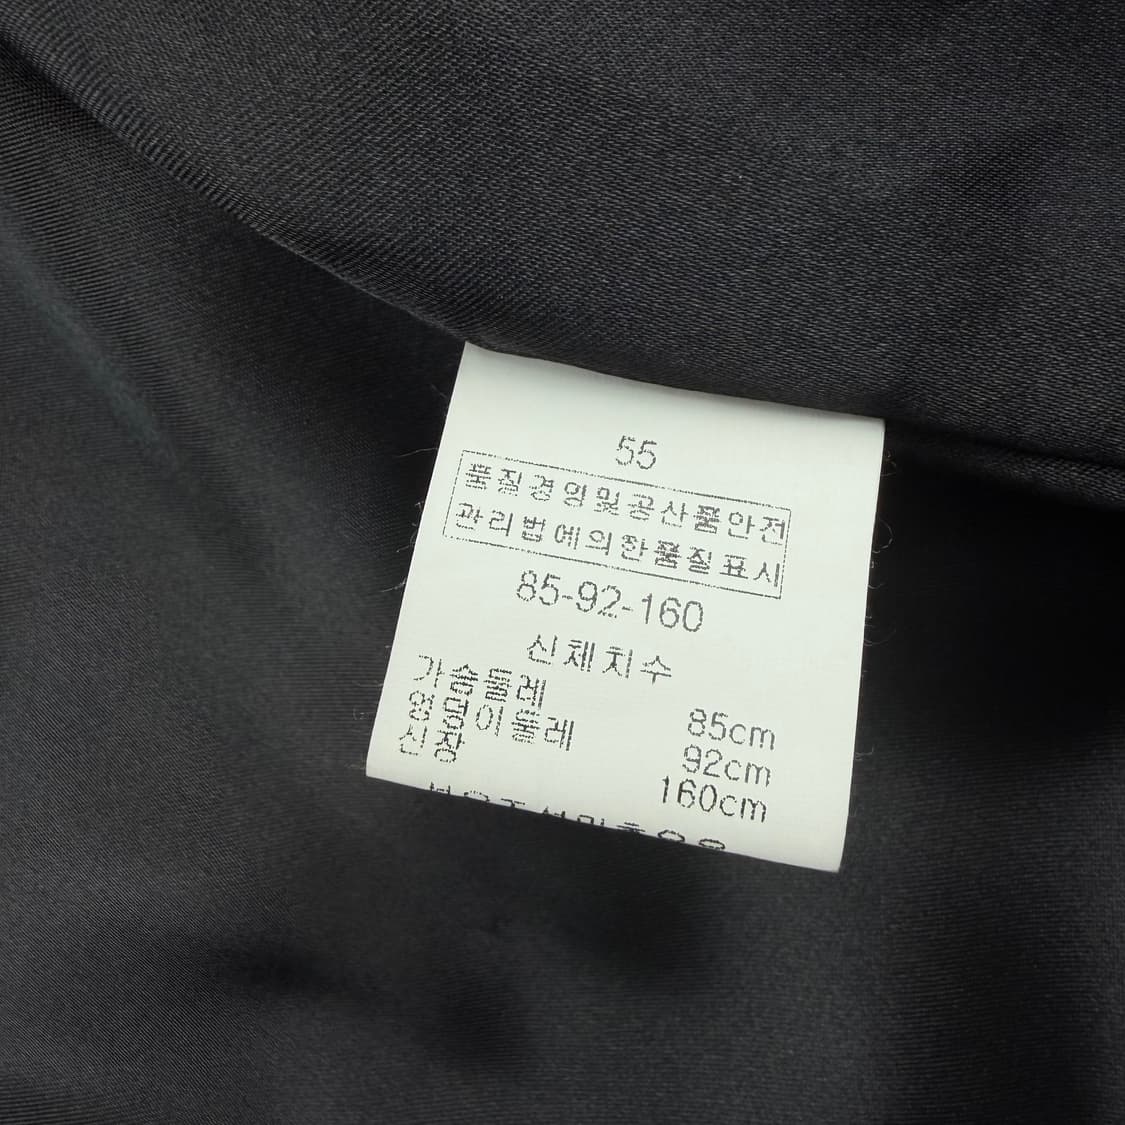 55
품질경영및공산품안전
관리법에의한품질표시
85-92-160
신체치수
가슴둘레 85cm
엉덩이둘레 92cm
신장 160cm